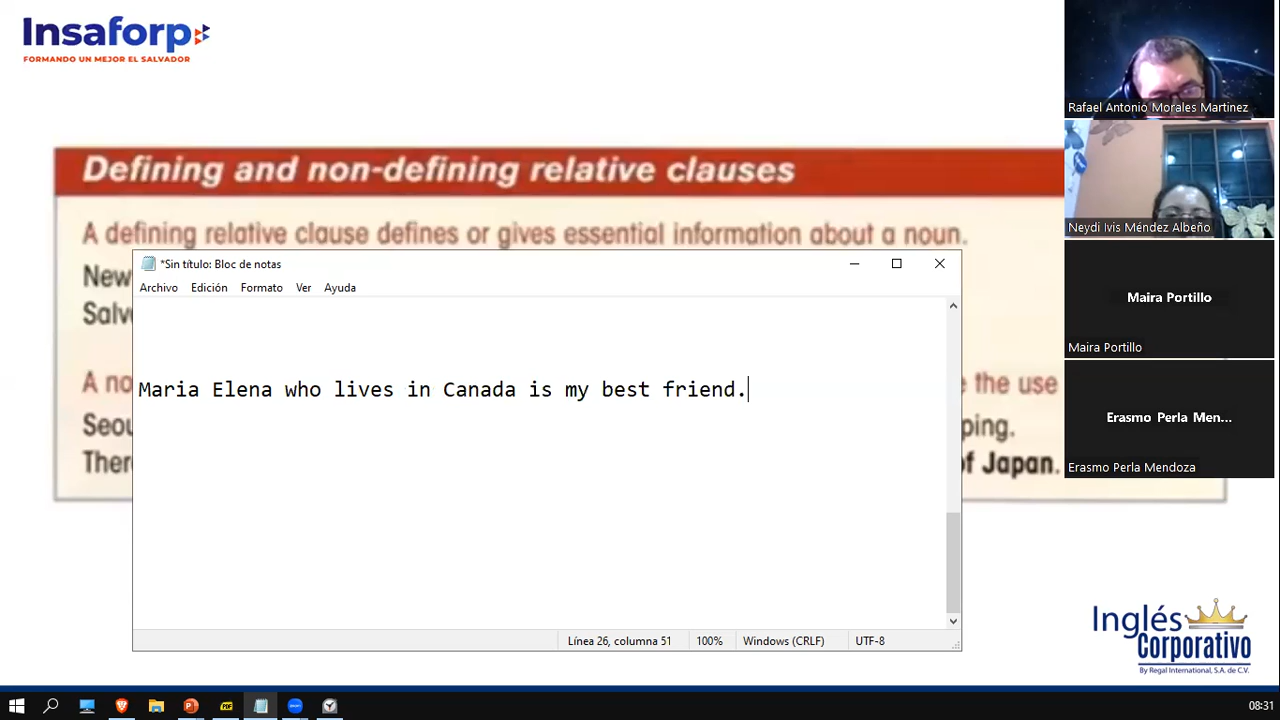 Insaforp
FORMANDO UN MEJOR EL SALVADOR
Defining and non-defining relative clauses
A defining relative clause defines or gives essential information about a noun.
New
Salv
*Sin título: Bloc de notas
Archivo Edición Formato Ver Ayuda
Maria Elena who lives in Canada is my best friend.
A no
the use
Seou
ping.
Ther
of Japan.
Línea 26, columna 51 100% Windows (CRLF) UTF-8
Rafael Antonio Morales Martinez
Neydi Ivis Méndez Albeño
Maira Portillo
Maira Portillo
Erasmo Perla Men...
Erasmo Perla Mendoza
Inglés
Corporativo
By Regal International, S.A. de C.V.
PDF
08:31